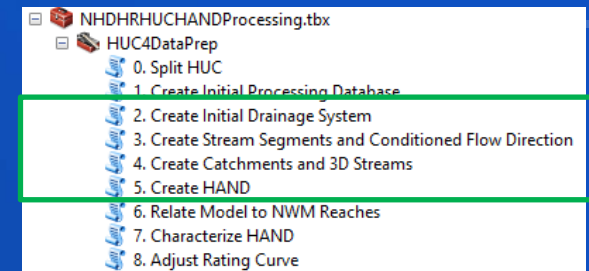 NHDHRHUCHANDProcessing.tbx
HUC4DataPrep
0. Split HUC
1. Create Initial Processing Database
2. Create Initial Drainage System
3. Create Stream Segments and Conditioned Flow Direction
4. Create Catchments and 3D Streams
5. Create HAND
6. Relate Model to NWM Reaches
7. Characterize HAND
8. Adjust Rating Curve